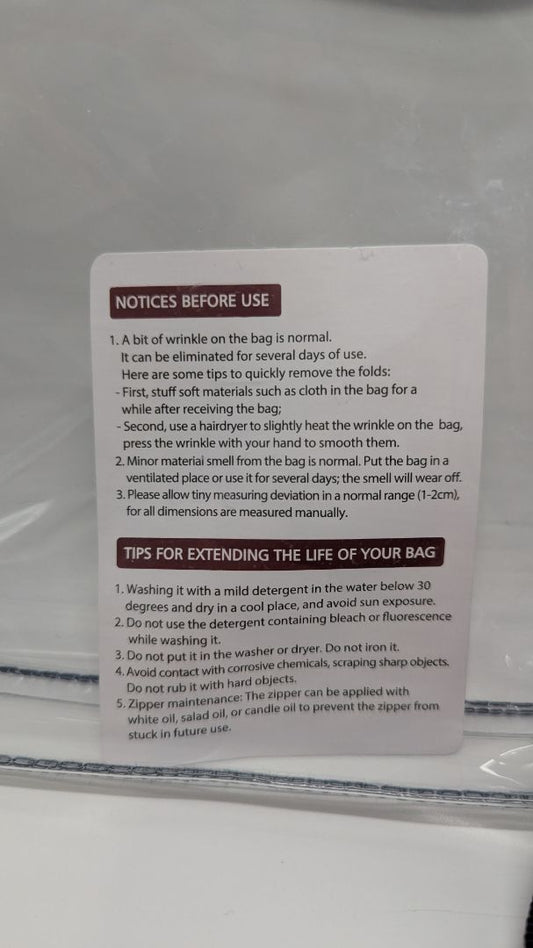 NOTICES BEFORE USE
1. A bit of wrinkle on the bag is normal.
It can be eliminated for several days of use.
Here are some tips to quickly remove the folds:
- First, stuff soft materials such as cloth in the bag for a
while after receiving the bag;
- Second, use a hairdryer to slightly heat the wrinkle on the bag,
press the wrinkle with your hand to smooth them.
2. Minor material smell from the bag is normal. Put the bag in a
ventilated place or use it for several days; the smell will wear off.
3. Please allow tiny measuring deviation in a normal range (1-2cm),
for all dimensions are measured manually.
TIPS FOR EXTENDING THE LIFE OF YOUR BAG
1. Washing it with a mild detergent in the water below 30
degrees and dry in a cool place, and avoid sun exposure.
2. Do not use the detergent containing bleach or fluorescence
while washing it.
3. Do not put it in the washer or dryer. Do not iron it.
4. Avoid contact with corrosive chemicals, scraping sharp objects.
Do not rub it with hard objects.
5. Zipper maintenance: The zipper can be applied with
white oil, salad oil, or candle oil to prevent the zipper from
stuck in future use.